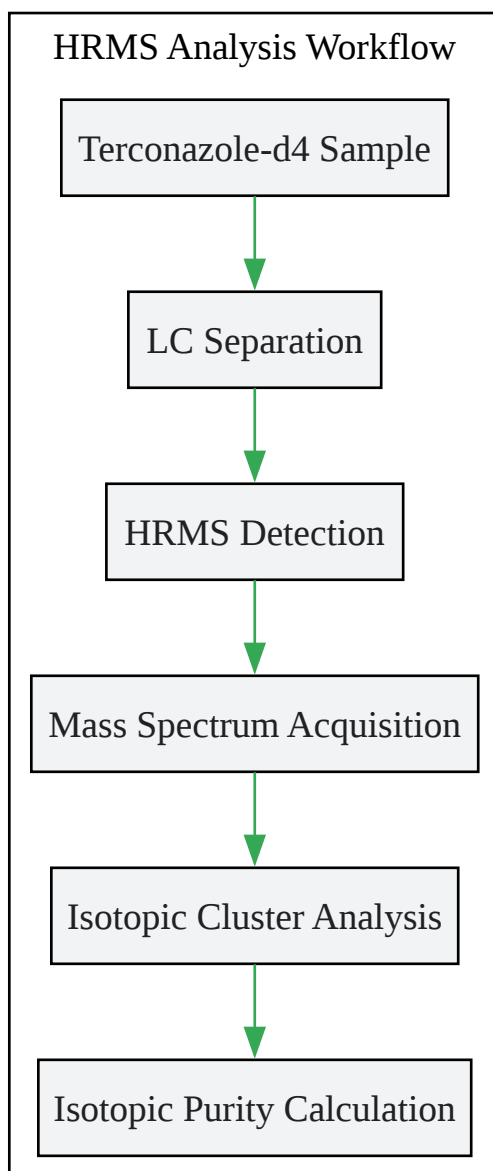 HRMS Analysis Workflow
Terconazole-d4 Sample
LC Separation
HRMS Detection
Mass Spectrum Acquisition
Isotopic Cluster Analysis
Isotopic Purity Calculation